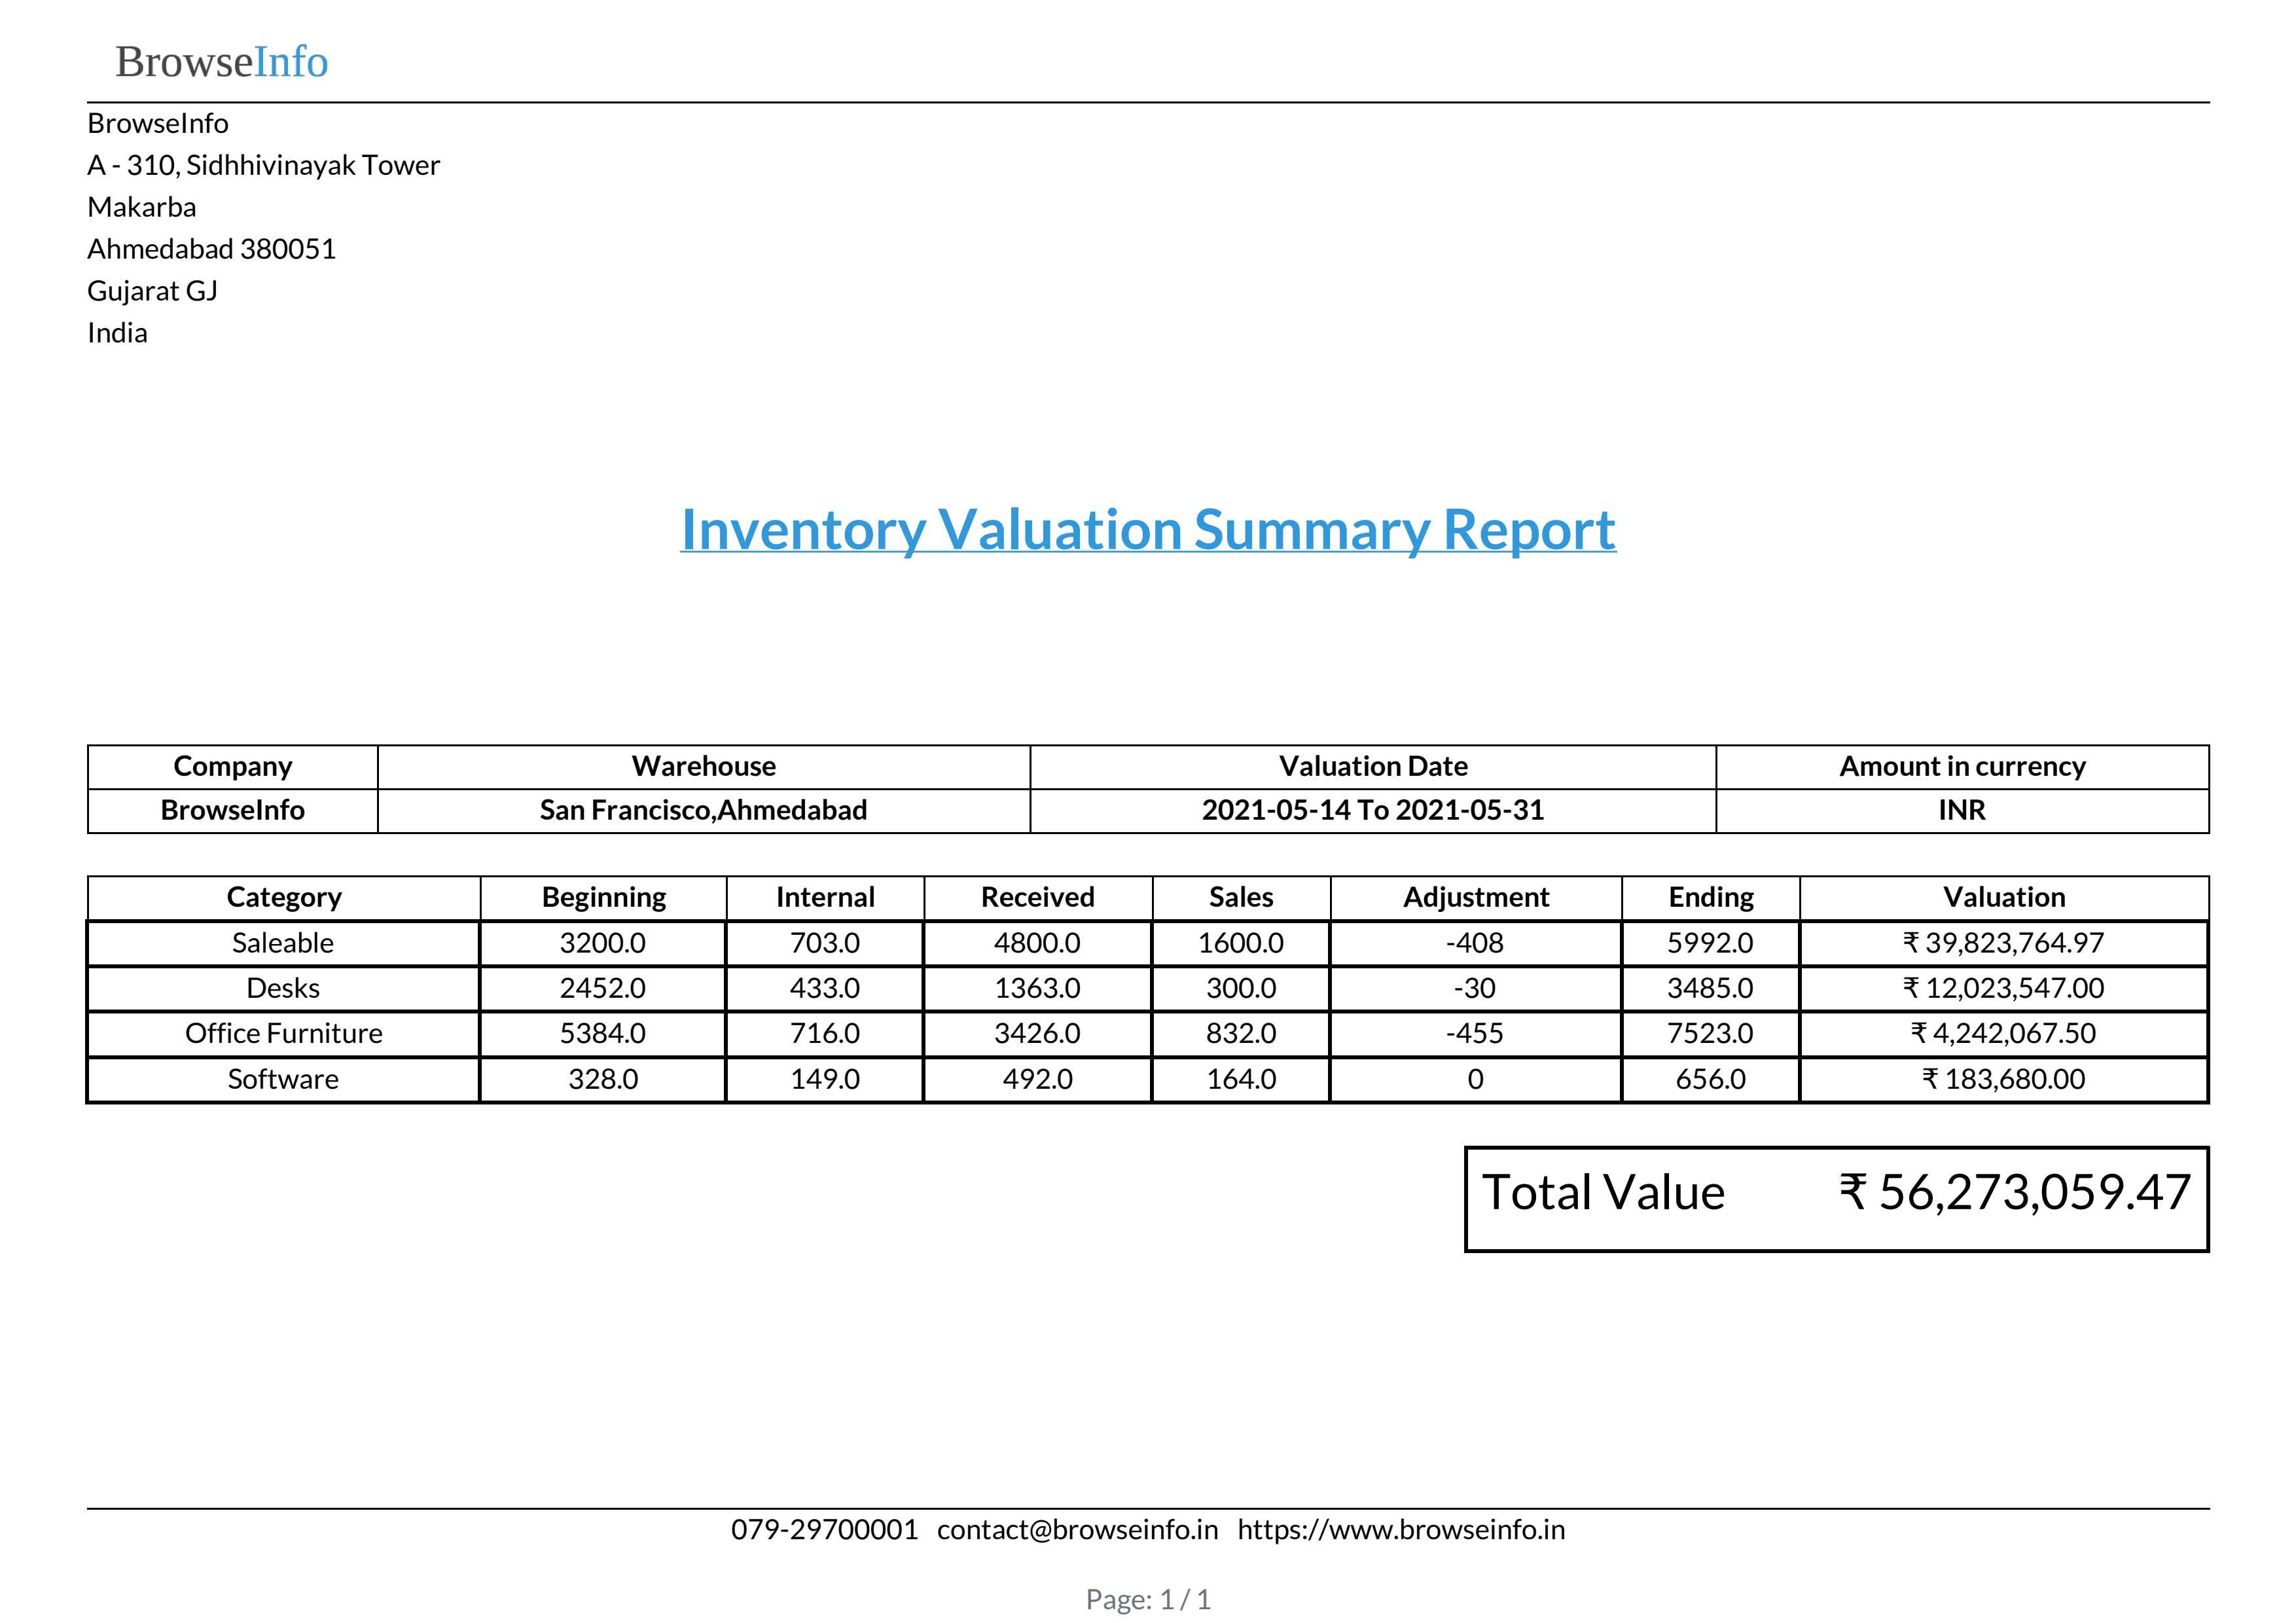 BrowseInfo
BrowseInfo
A - 310, Sidhhivinayak Tower
Makarba
Ahmedabad 380051
Gujarat GJ
India
Inventory Valuation Summary Report
Company Warehouse Valuation Date Amount in currency
BrowseInfo San Francisco,Ahmedabad 2021-05-14 To 2021-05-31 INR
Category Beginning Internal Received Sales Adjustment Ending Valuation
Saleable 3200.0 703.0 4800.0 1600.0 -408 5992.0 ₹ 39,823,764.97
Desks 2452.0 433.0 1363.0 300.0 -30 3485.0 ₹ 12,023,547.00
Office Furniture 5384.0 716.0 3426.0 832.0 -455 7523.0 ₹ 4,242,067.50
Software 328.0 149.0 492.0 164.0 0 656.0 ₹ 183,680.00
Total Value ₹ 56,273,059.47
079-29700001 contact@browseinfo.in https://www.browseinfo.in
Page: 1 / 1